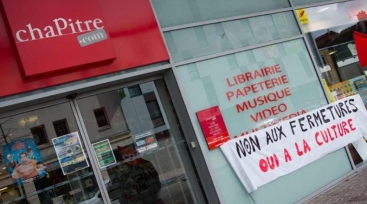 chaPitre
.com
LIBRAIRIE
PAPETERIE
MUSIQUE
VIDEO
NON AUX FERMETURES
OUI A LA CULTURE